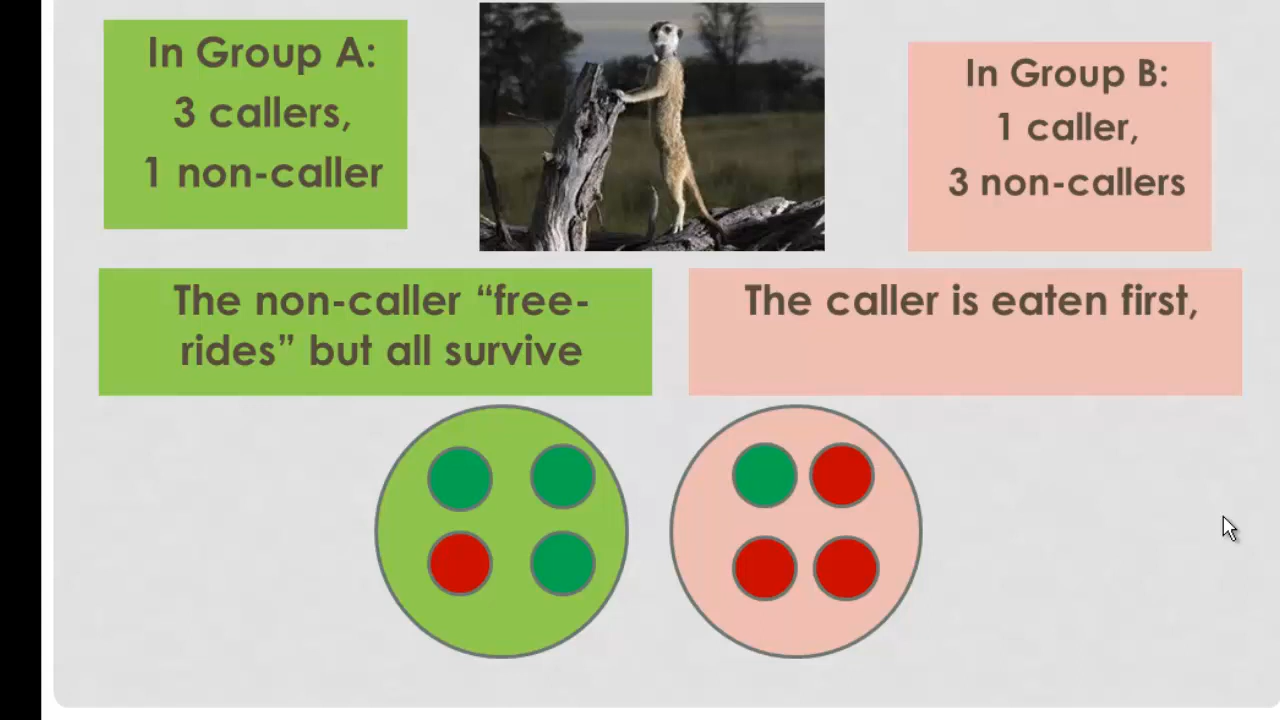 In Group A:
3 callers,
1 non-caller
In Group B:
1 caller,
3 non-callers
The non-caller “free-
rides” but all survive
The caller is eaten first,